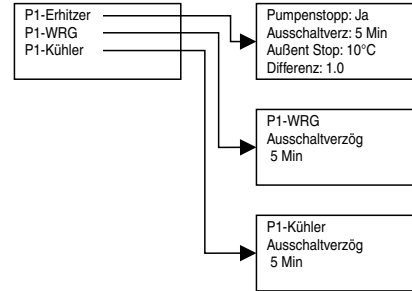 P1-Erhitzer
P1-WRG
P1-Kühler
Pumpenstopp: Ja
Ausschaltverz: 5 Min
Außent Stop: 10°C
Differenz: 1.0
P1-WRG
Ausschaltverzög
5 Min
P1-Kühler
Ausschaltverzög
5 Min